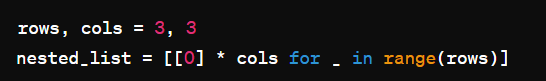 rows, cols = 3, 3
nested_list = [[0] * cols for _ in range(rows)]